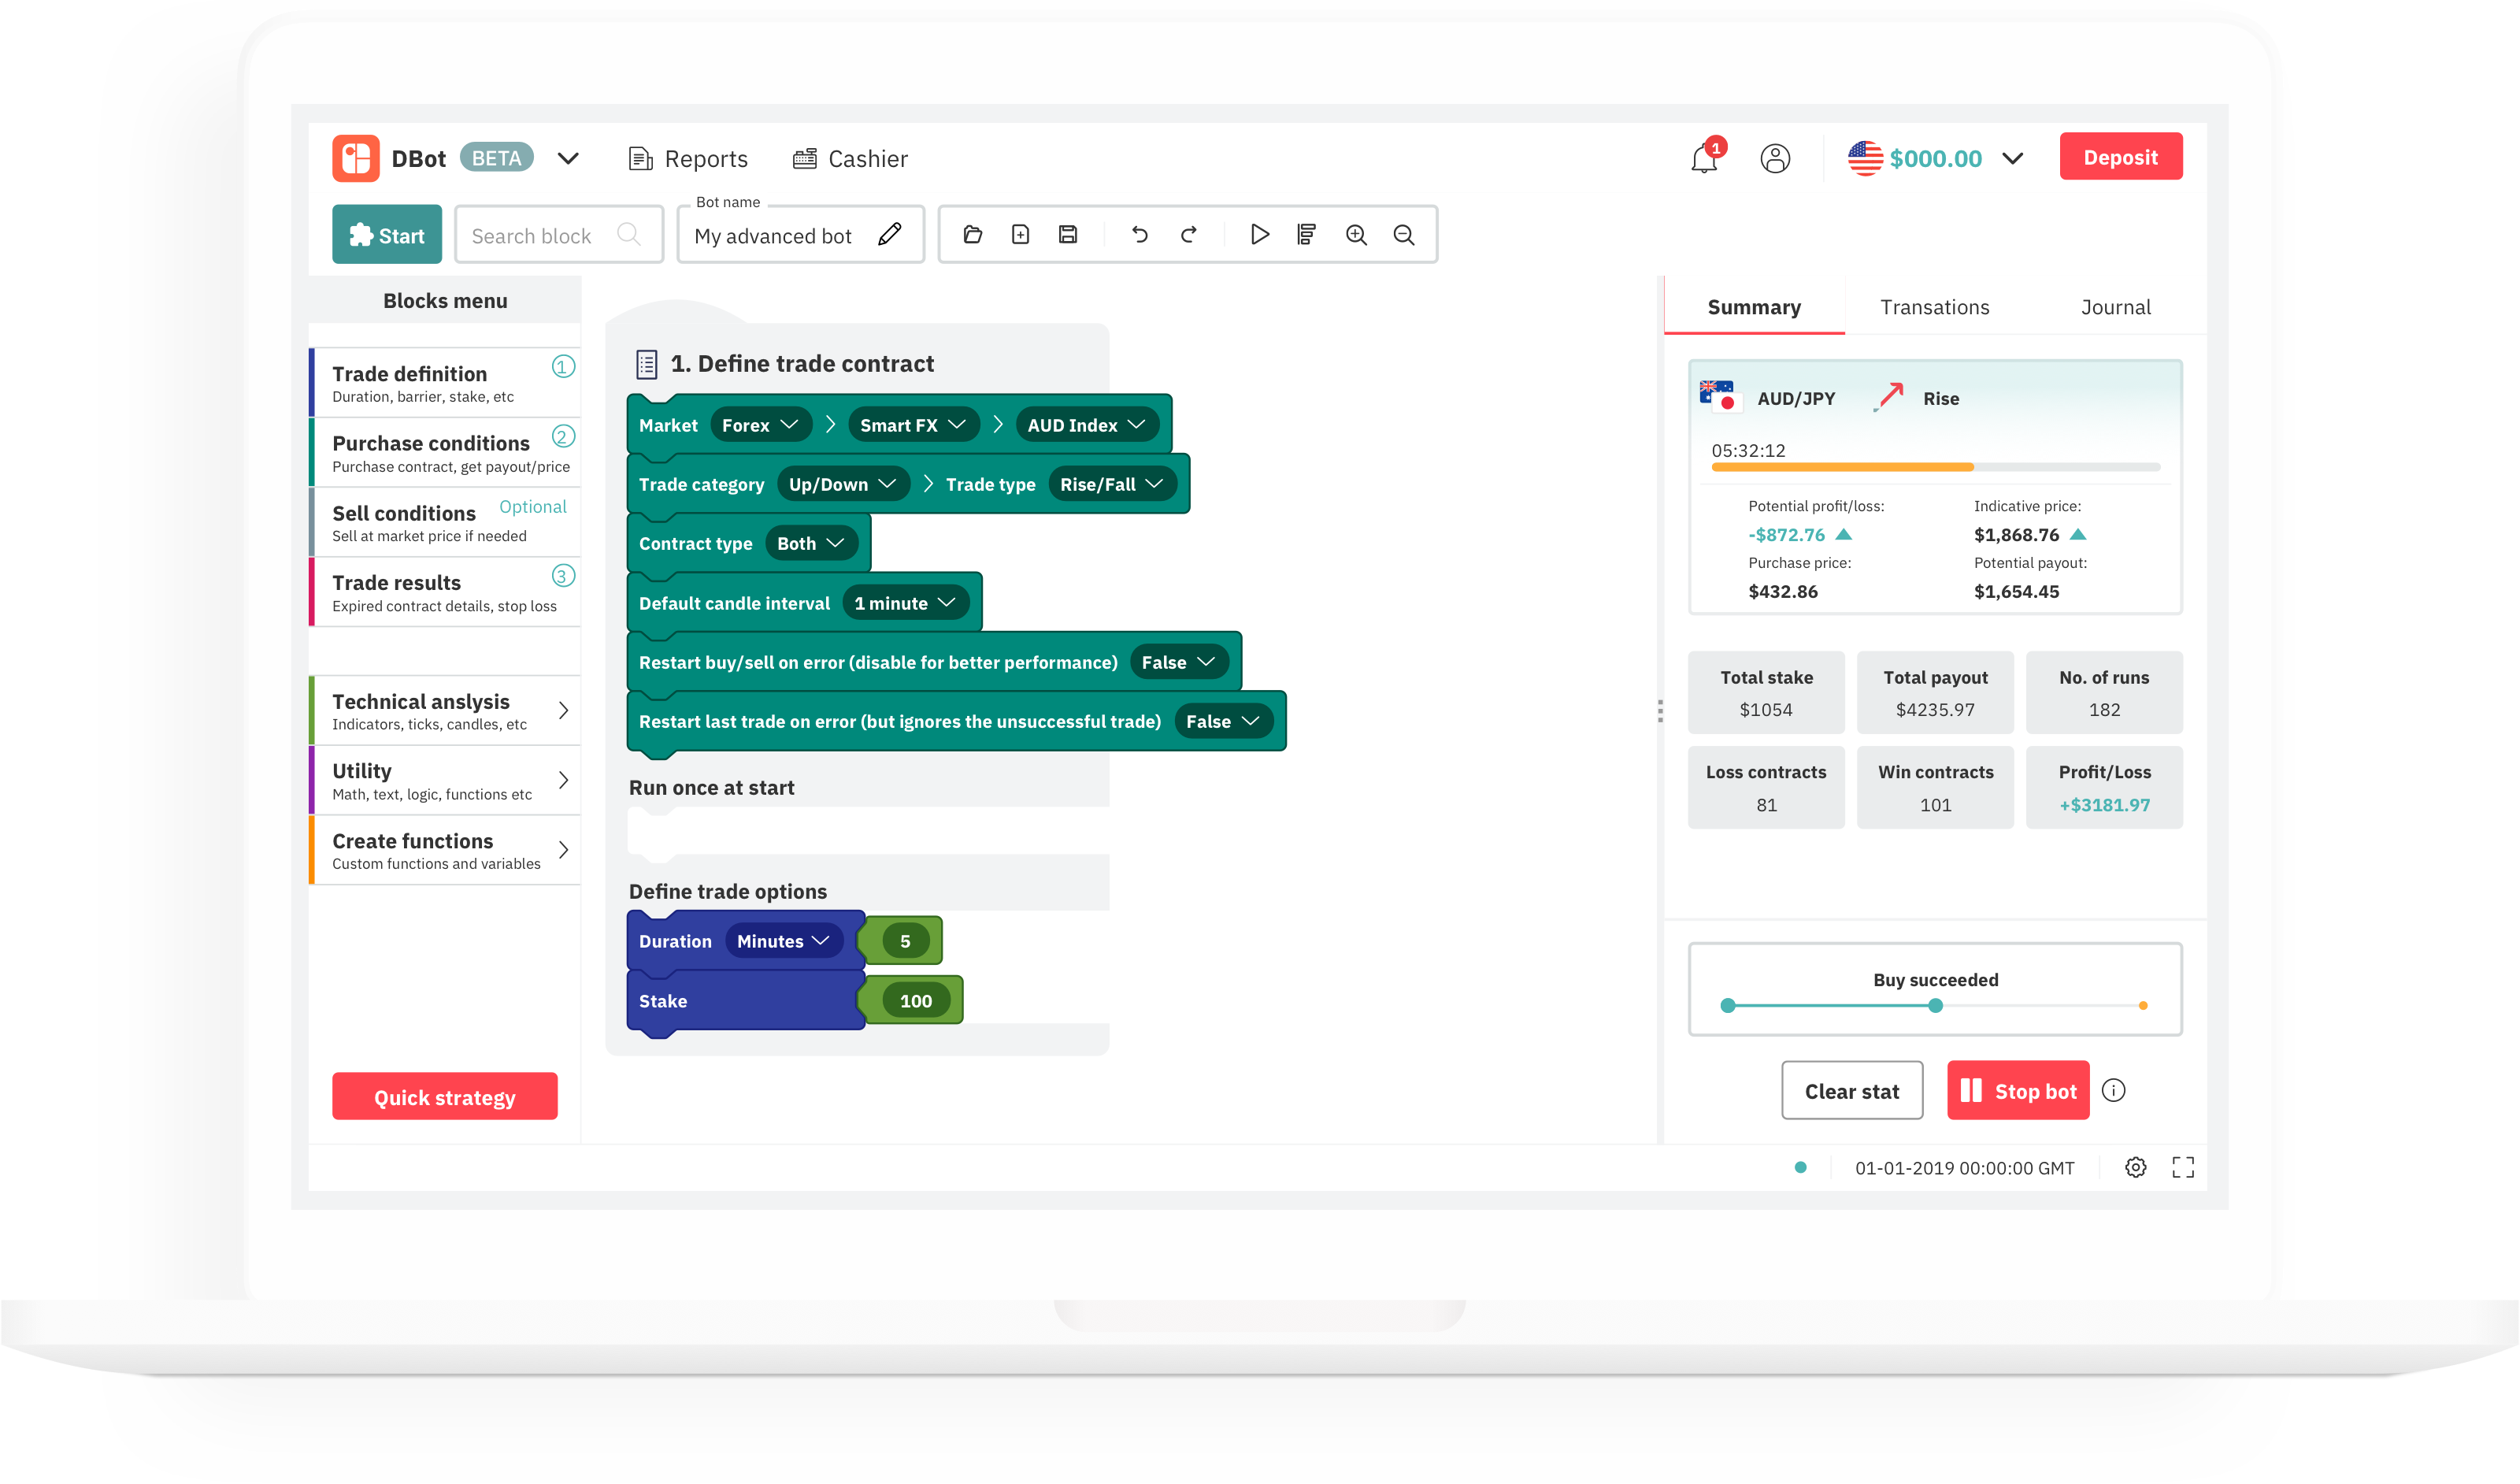 DBot BETA Reports Cashier 1 $000.00 Deposit
Start Search block Bot name My advanced bot
Blocks menu
Trade definition 1
Duration, barrier, stake, etc
Purchase conditions 2
Purchase contract, get payout/price
Sell conditions Optional
Sell at market price if needed
Trade results 3
Expired contract details, stop loss
Technical anslysis
Indicators, ticks, candles, etc
Utility
Math, text, logic, functions etc
Create functions
Custom functions and variables
Quick strategy
1. Define trade contract
Market Forex Smart FX AUD Index
Trade category Up/Down Trade type Rise/Fall
Contract type Both
Default candle interval 1 minute
Restart buy/sell on error (disable for better performance) False
Restart last trade on error (but ignores the unsuccessful trade) False
Run once at start
Define trade options
Duration Minutes 5
Stake 100
Summary Transations Journal
AUD/JPY Rise
05:32:12
Potential profit/loss: Indicative price:
-$872.76 $1,868.76
Purchase price: Potential payout:
$432.86 $1,654.45
Total stake Total payout No. of runs
$1054 $4235.97 182
Loss contracts Win contracts Profit/Loss
81 101 +$3181.97
Buy succeeded
Clear stat Stop bot
01-01-2019 00:00:00 GMT